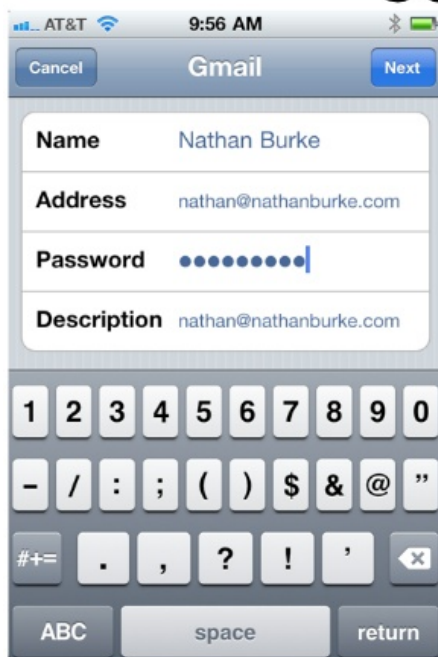 AT&T 9:56 AM
Cancel Gmail Next
Name Nathan Burke
Address nathan@nathanburke.com
Password •••••••••
Description nathan@nathanburke.com
1 2 3 4 5 6 7 8 9 0
- / : ; ( ) $ & @ "
#+= . , ? ! '
ABC space return